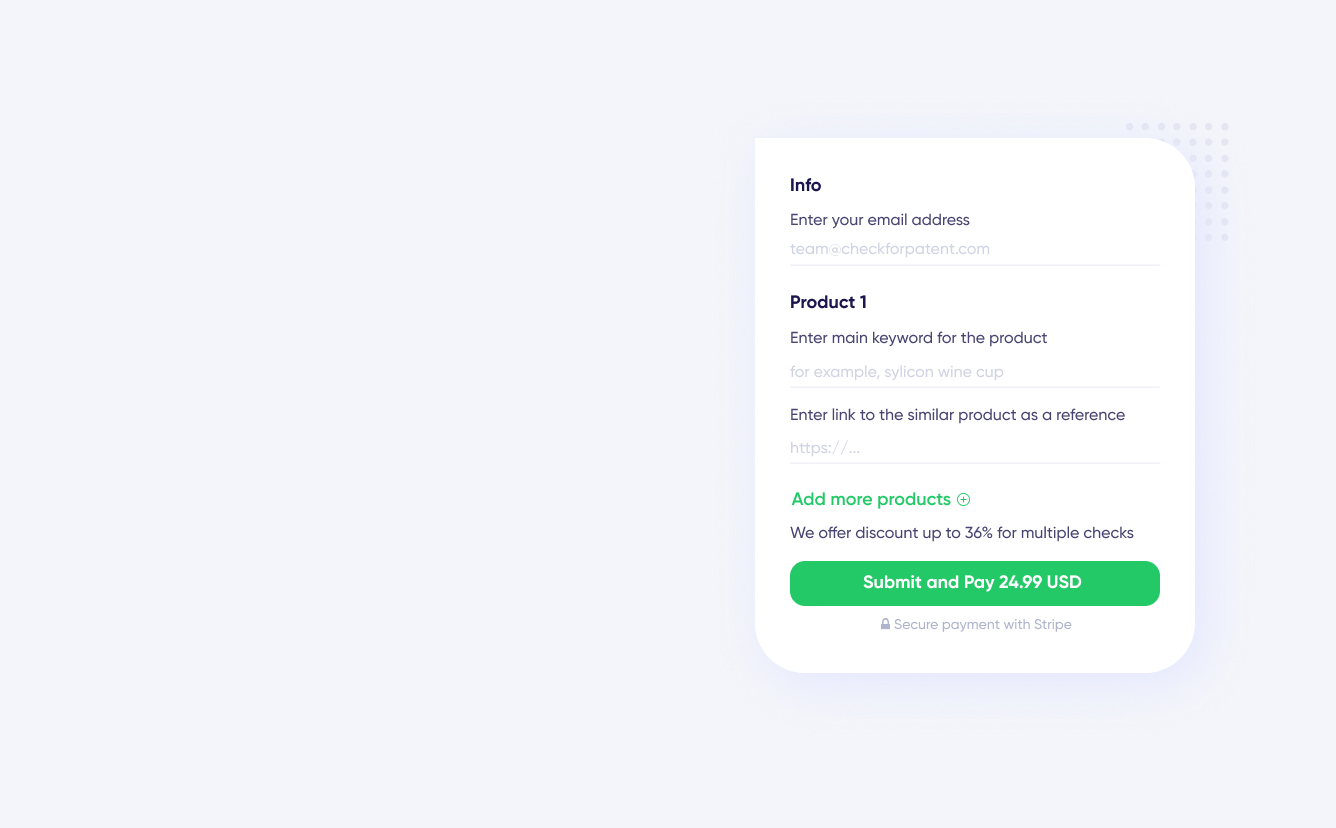 Info
Enter your email address
team@checkforpatent.com
Product 1
Enter main keyword for the product
for example, sylicon wine cup
Enter link to the similar product as a reference
https://...
Add more products
We offer discount up to 36% for multiple checks
Submit and Pay 24.99 USD
Secure payment with Stripe